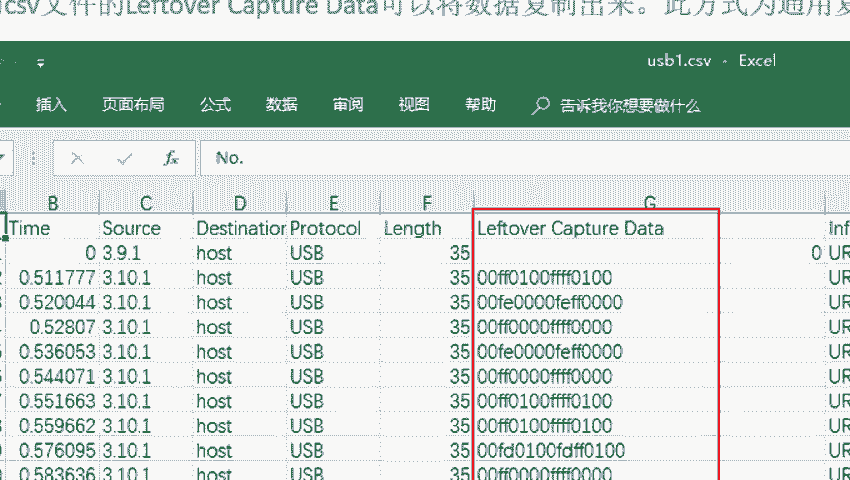 csv文件的Leftover Capture Data可以将数据复制出来。此方式为通用
usb1.csv - Excel
插入 页面布局 公式 数据 审阅 视图 帮助 告诉我你想要做什么
fx No.
B C D E F G
Time Source Destination Protocol Length Leftover Capture Data Inf
0 3.9.1 host USB 35 0 UR
0.511777 3.10.1 host USB 35 00ff0100ffff0100 UR
0.520044 3.10.1 host USB 35 00fe0000feff0000 UR
0.52807 3.10.1 host USB 35 00ff0000ffff0000 UR
0.536053 3.10.1 host USB 35 00fe0000feff0000 UR
0.544071 3.10.1 host USB 35 00ff0000ffff0000 UR
0.551663 3.10.1 host USB 35 00ff0100ffff0100 UR
0.559662 3.10.1 host USB 35 00ff0100ffff0100 UR
0.576095 3.10.1 host USB 35 00fd0100fdff0100 UR
0.583636 3.10.1 host USB 35 00ff0000ffff0000 UR